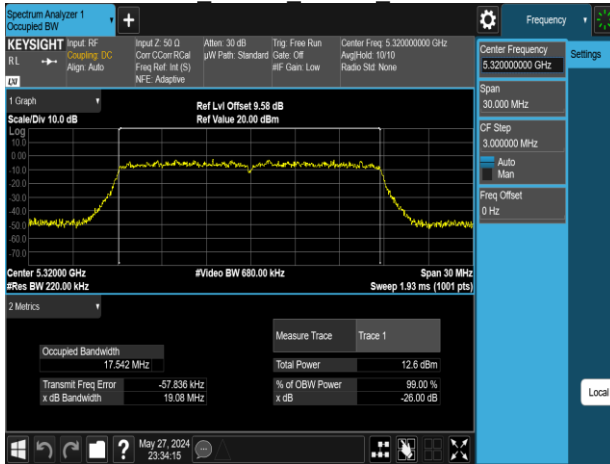 Spectrum Analyzer 1
Occupied BW
Frequency
KEYSIGHT
RL
LXI
Input: RF
Coupling: DC
Align: Auto
Input Z: 50 Ω
Corr CCorr RCal
Freq Ref: Int (S)
NFE: Adaptive
Atten: 30 dB
µW Path: Standard
Trig: Free Run
Gate: Off
#IF Gain: Low
Center Freq: 5.320000000 GHz
Avg|Hold: 10/10
Radio Std: None
Center Frequency
5.320000000 GHz
Settings
Span
30.000 MHz
CF Step
3.000000 MHz
Auto
Man
Freq Offset
0 Hz
Local
1 Graph
Scale/Div 10.0 dB
Ref Lvl Offset 9.58 dB
Ref Value 20.00 dBm
Log
10.0
0.00
-10.0
-20.0
-30.0
-40.0
-50.0
-60.0
-70.0
Center 5.32000 GHz
#Video BW 680.00 kHz
Span 30 MHz
#Res BW 220.00 kHz
Sweep 1.93 ms (1001 pts)
2 Metrics
Measure Trace Trace 1
Occupied Bandwidth
17.542 MHz
Total Power 12.6 dBm
Transmit Freq Error -57.836 kHz
% of OBW Power 99.00 %
x dB Bandwidth 19.08 MHz
x dB -26.00 dB
?
May 27, 2024
23:34:15